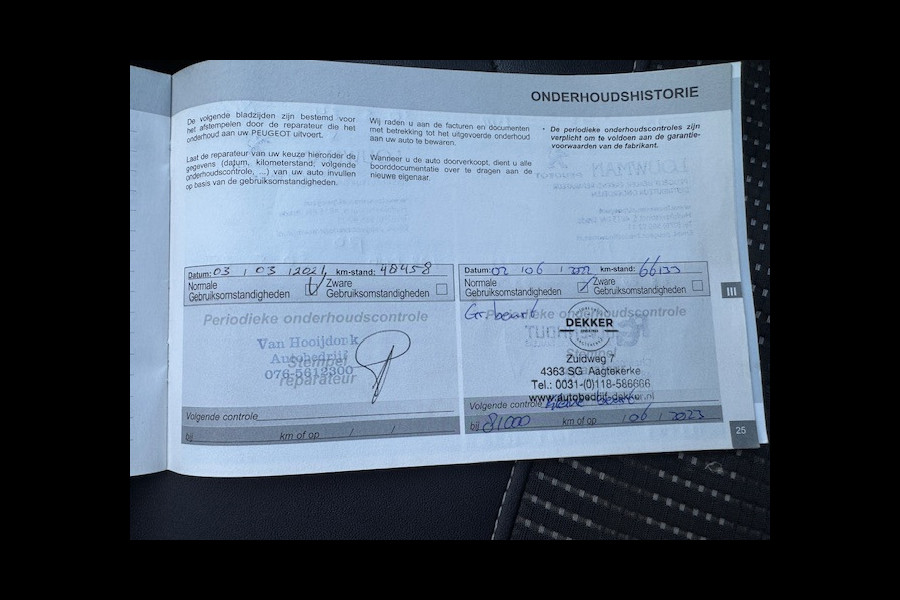 ONDERHOUDSHISTORIE
De volgende bladzijden zijn bestemd voor
het afstempelen door de reparateur die het
onderhoud aan uw PEUGEOT uitvoert.
Laat de reparateur van uw keuze hieronder de
gegevens (datum, kilometerstand, volgende
onderhoudscontrole, ...) van uw auto invullen
op basis van de gebruiksomstandigheden.
Wij raden u aan de facturen en documenten
met betrekking tot het uitgevoerde onderhoud
aan uw auto te bewaren.
Wanneer u de auto doorverkoopt, dient u alle
boorddocumentatie over te dragen aan de
nieuwe eigenaar.
• De periodieke onderhoudscontroles zijn
verplicht om te voldoen aan de garantie-
voorwaarden van de fabrikant.
Datum: 03 / 03 / 2021 km-stand: 48458
Normale
Gebruiksomstandigheden
Zware
Gebruiksomstandigheden
Periodieke onderhoudscontrole
Van Hooijdonk
Autobedrijf
076-5612300
Stempel
reparateur
Volgende controle
bij km of op / /
Datum: 02 / 06 / 2022 km-stand: 66133
Normale
Gebruiksomstandigheden
Zware
Gebruiksomstandigheden
Periodieke onderhoudscontrole
Gr. beurt
DEKKER
Stempel
Zuidweg 7
4363 SG Aagtekerke
Tel.: 0031-(0)118-586666
www.autobedrijf-dekker.nl
Volgende controle beurt
bij 81000 km of op / 06 / 2023
III
25